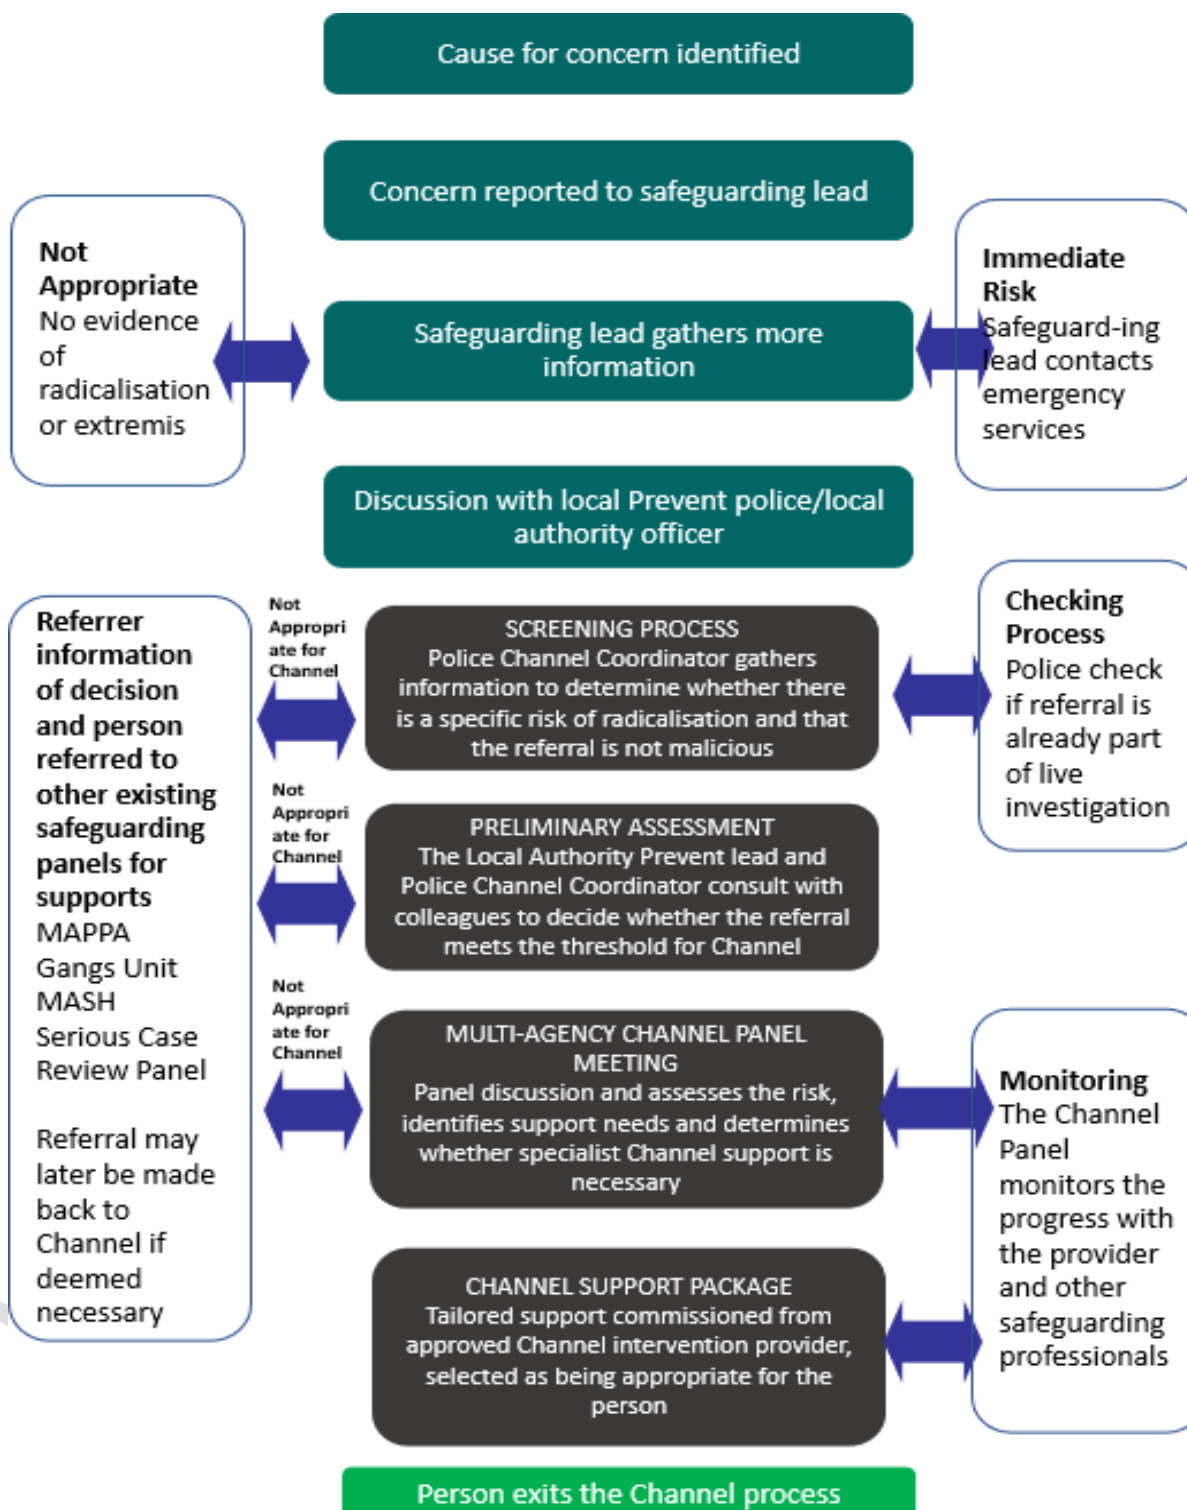 Cause for concern identified
Concern reported to safeguarding lead
Not
Appropriate
No evidence
of
radicalisation
or extremis
Safeguarding lead gathers more
information
Immediate
Risk
Safeguard-ing
lead contacts
emergency
services
Discussion with local Prevent police/local
authority officer
Referrer
information
of decision
and person
referred to
other existing
safeguarding
panels for
supports
MAPPA
Gangs Unit
MASH
Serious Case
Review Panel
Referral may
later be made
back to
Channel if
deemed
necessary
Not
Appropri
ate for
Channel
SCREENING PROCESS
Police Channel Coordinator gathers
information to determine whether there
is a specific risk of radicalisation and that
the referral is not malicious
Checking
Process
Police check
if referral is
already part
of live
investigation
Not
Appropri
ate for
Channel
PRELIMINARY ASSESSMENT
The Local Authority Prevent lead and
Police Channel Coordinator consult with
colleagues to decide whether the referral
meets the threshold for Channel
Not
Appropri
ate for
Channel
MULTI-AGENCY CHANNEL PANEL
MEETING
Panel discussion and assesses the risk,
identifies support needs and determines
whether specialist Channel support is
necessary
Monitoring
The Channel
Panel
monitors the
progress with
the provider
and other
safeguarding
professionals
CHANNEL SUPPORT PACKAGE
Tailored support commissioned from
approved Channel intervention provider,
selected as being appropriate for the
person
Person exits the Channel process